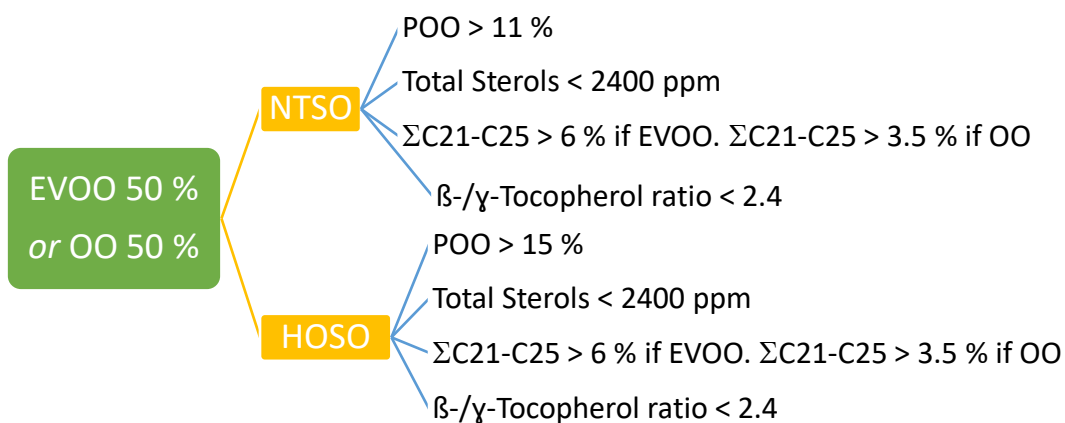 EVOO 50 %
or OO 50 %
NTSO
POO > 11 %
Total Sterols < 2400 ppm
ΣC21-C25 > 6 % if EVOO. ΣC21-C25 > 3.5 % if OO
ß-/ɣ-Tocopherol ratio < 2.4
HOSO
POO > 15 %
Total Sterols < 2400 ppm
ΣC21-C25 > 6 % if EVOO. ΣC21-C25 > 3.5 % if OO
ß-/ɣ-Tocopherol ratio < 2.4